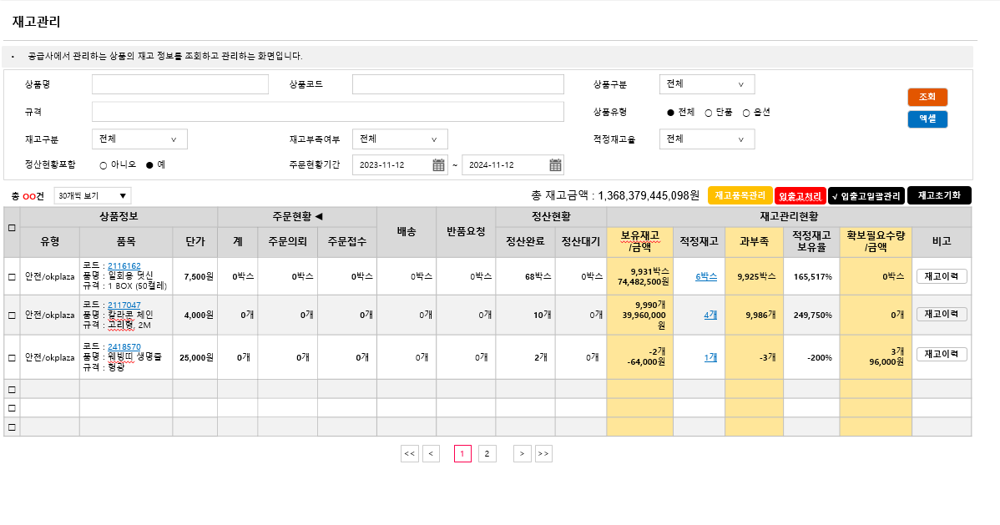 재고관리
• 공급사에서 관리하는 상품의 재고 정보를 조회하고 관리하는 화면입니다.
상품명 상품코드 상품구분 전체 ∨
조회
규격 상품유형 ● 전체 ○ 단품 ○ 옵션
엑셀
재고구분 전체 ∨ 재고부족여부 전체 ∨ 적정재고율 전체 ∨
정산현황포함 ○ 아니오 ● 예 주문현황기간 2023-11-12 ~ 2024-11-12
총 OO건 30개씩 보기 ▼ 총 재고금액 : 1,368,379,445,098원 재고품목관리 입출고처리 √ 입출고일괄관리 재고초기화
□ 상품정보 주문현황 ◀ 배송 반품요청 정산현황 재고관리현황
유형 품목 단가 계 주문의뢰 주문접수 정산완료 정산대기 보유재고 적정재고 과부족 적정재고 확보필요수량 비고
/금액 보유율 /금액
코드 : 2116162
□ 안전/okplaza 품명 : 일회용 덧신 7,500원 0박스 0박스 0박스 0박스 0박스 68박스 0박스 9,931박스 6박스 9,925박스 165,517% 0박스 재고이력
규격 : 1 BOX (50켤레) 74,482,500원
코드 : 2117047 9,990개
□ 안전/okplaza 품명 : 칼라콘 체인 4,000원 0개 0개 0개 0개 0개 10개 0개 39,960,000 4개 9,986개 249,750% 0개 재고이력
규격 : 고리형, 2M 원
코드 : 2418570
□ 안전/okplaza 품명 : 웨빙띠 생명줄 25,000원 0개 0개 0개 0개 0개 2개 0개 -2개 1개 -3개 -200% 3개 재고이력
규격 : 형광 -64,000원 96,000원
□
□
□
<< < 1 2 > >>